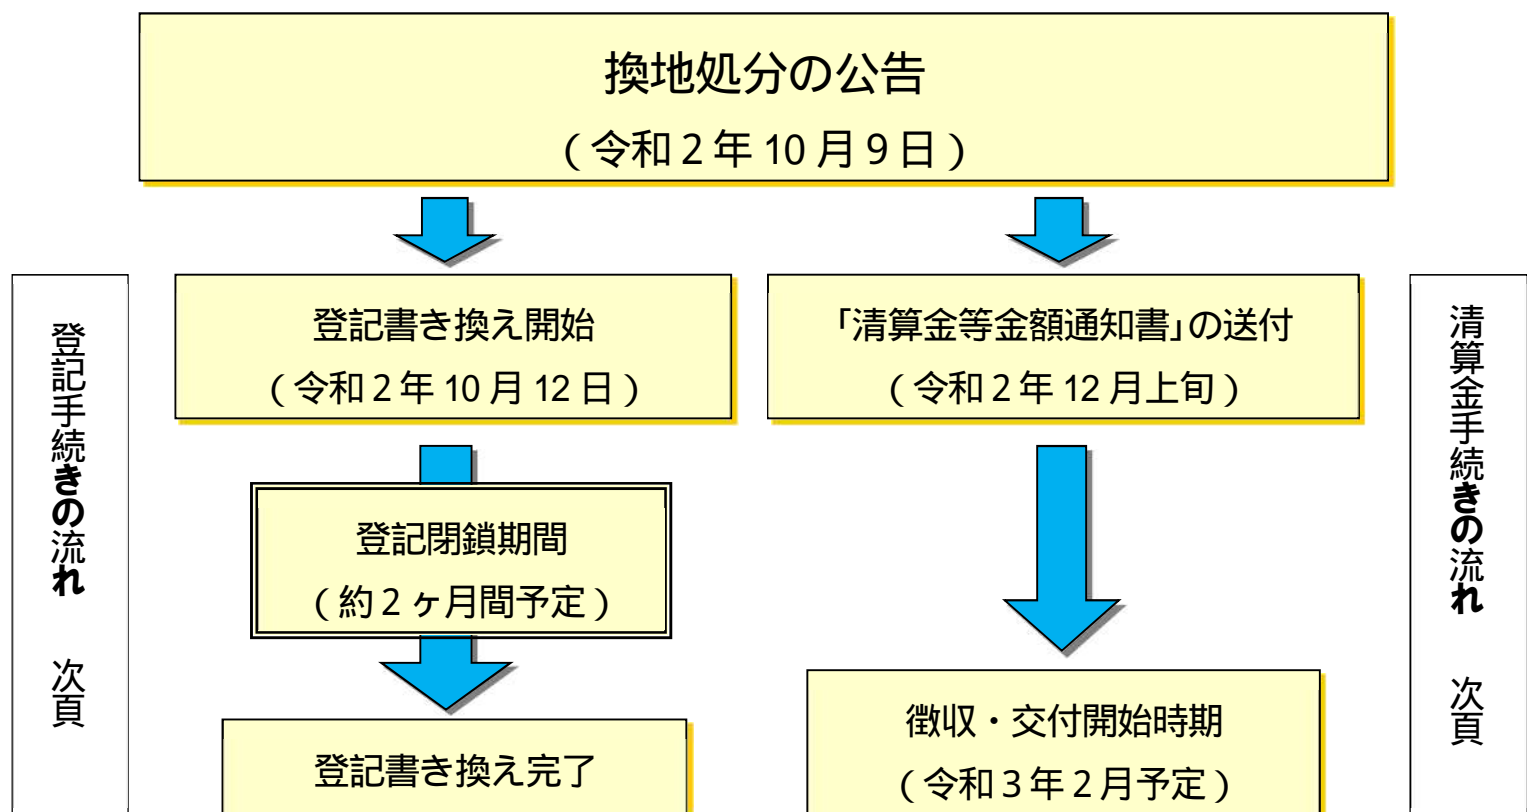 換地処分の公告
（令和２年10月９日）
登記手続きの流れ　次頁
登記書き換え開始
（令和２年10月12日）
登記閉鎖期間
（約２ヶ月間予定）
登記書き換え完了
「清算金等金額通知書」の送付
（令和２年12月上旬）
徴収・交付開始時期
（令和３年２月予定）
清算金手続きの流れ　次頁